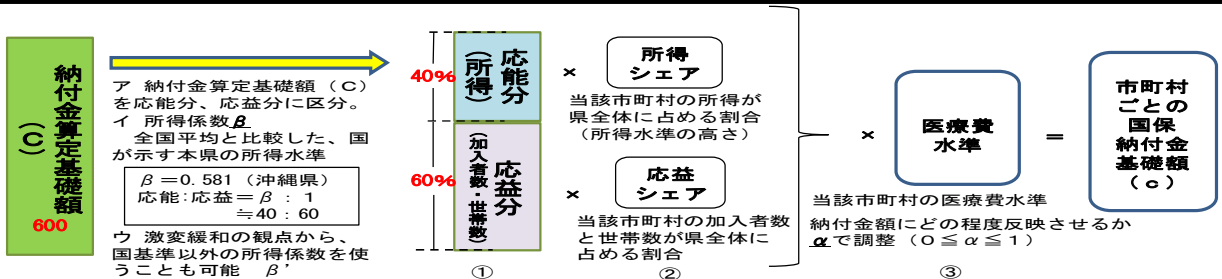 納付金算定基礎額（C）
600
ア 納付金算定基礎額（C）
を応能分、応益分に区分。
イ 所得係数β
全国平均と比較した、国
が示す本県の所得水準
β＝0.581（沖縄県）
応能:応益＝β：1
≒40：60
ウ 激変緩和の観点から、
国基準以外の所得係数を使
うことも可能 β’
40%
60%
応能分
（所得）
応益分
（加入者数・世帯数）
①
×
所得
シェア
当該市町村の所得が
県全体に占める割合
（所得水準の高さ）
×
応益
シェア
当該市町村の加入者数
と世帯数が県全体に
占める割合
②
×
医療費
水準
当該市町村の医療費水準
納付金額にどの程度反映させるか
αで調整（0≦α≦1）
③
＝
市町村
ごとの
国保
納付金
基礎額
（c）